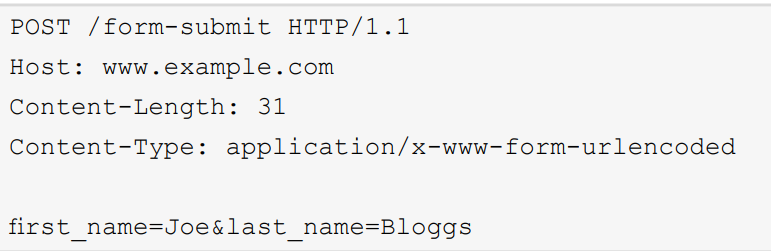 POST /form-submit HTTP/1.1
Host: www.example.com
Content-Length: 31
Content-Type: application/x-www-form-urlencoded

first_name=Joe&last_name=Bloggs